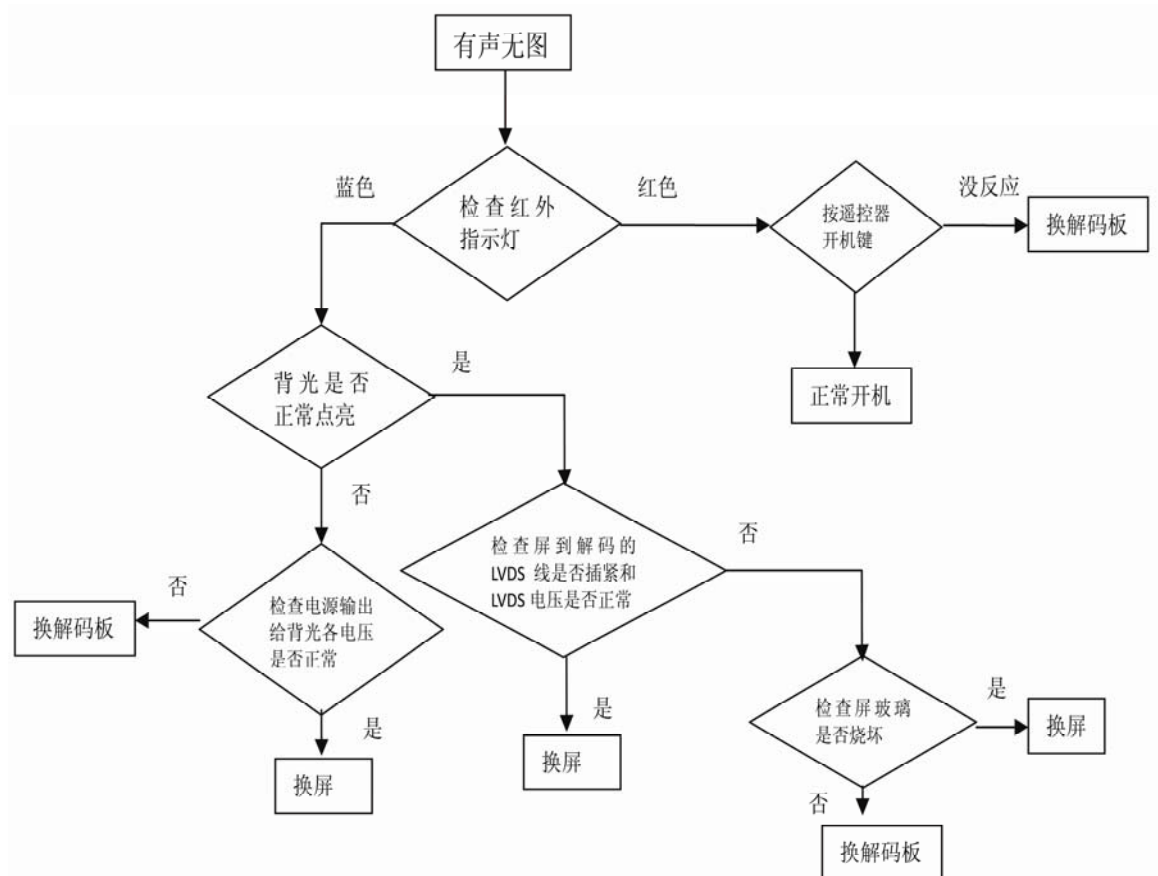 有声无图
蓝色
检查红外
指示灯
红色
按遥控器
开机键
没反应
换解码板
正常开机
背光是否
正常点亮
是
否
检查屏到解码的
LVDS 线是否插紧和
LVDS 电压是否正常
否
否
换解码板
检查电源输出
给背光各电压
是否正常
是
换屏
是
换屏
检查屏玻璃
是否烧坏
是
换屏
否
换解码板